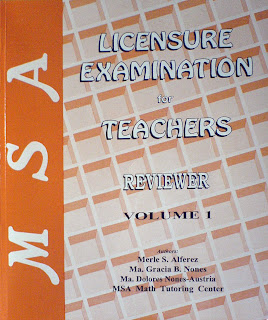 MSA
LICENSURE
EXAMINATION
for
TEACHERS
REVIEWER
VOLUME 1
Authors:
Merle S. Alferez
Ma. Gracia B. Nones
Ma. Dolores Nones-Austria
MSA Math Tutoring Center